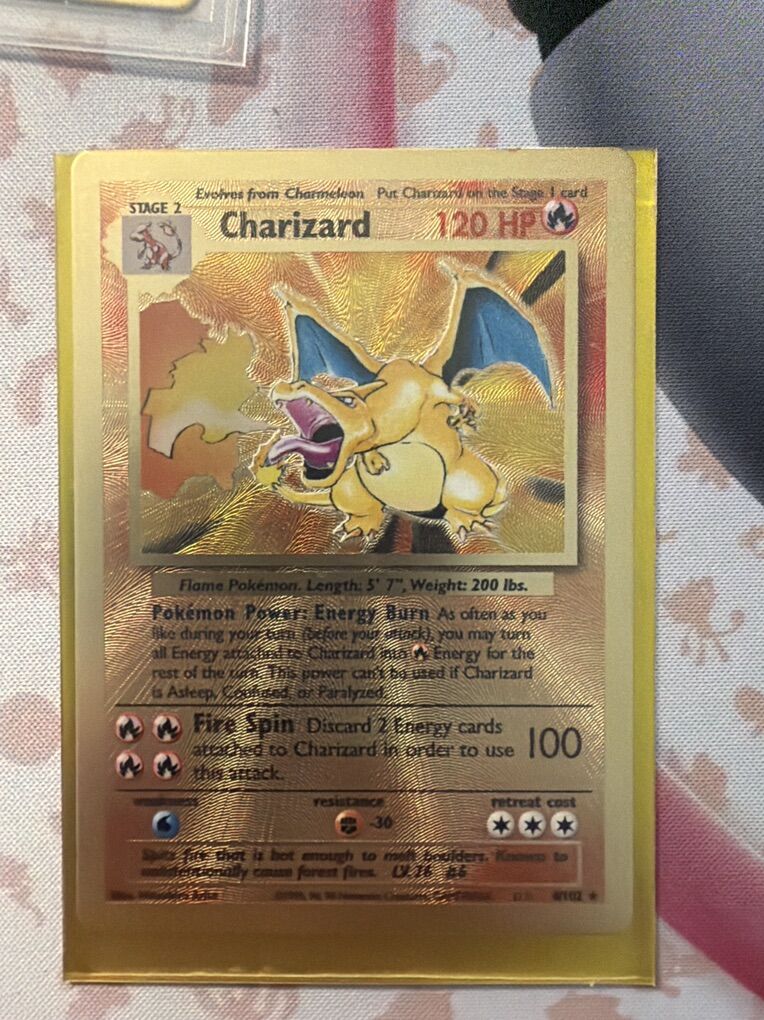 Evolves from Charmeleon Put Charizard on the Stage 1 card
STAGE 2
Charizard 120 HP
Flame Pokémon. Length: 5' 7", Weight: 200 lbs.
Pokémon Power: Energy Burn As often as you
like during your turn (before your attack), you may turn
all Energy attached to Charizard into Energy for the
rest of the turn. This power can't be used if Charizard
is Asleep, Confused, or Paralyzed.
Fire Spin Discard 2 Energy cards
attached to Charizard in order to use 100
this attack.
weakness resistance retreat cost
-30
Spits fire that is hot enough to melt boulders. Known to
unintentionally cause forest fires. LV. 76 #6
4/102